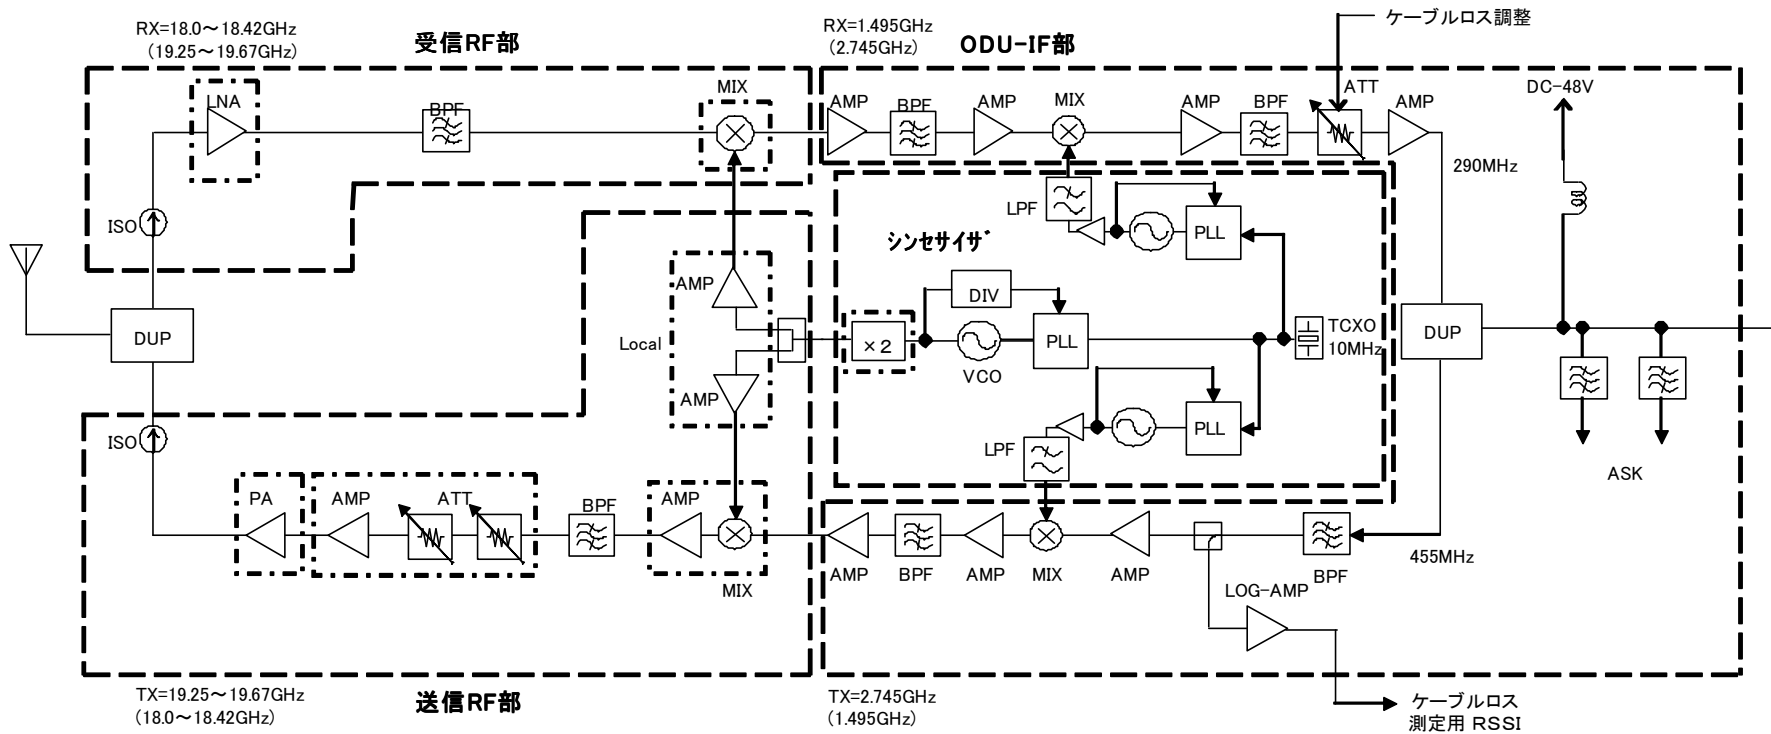 RX=18.0～18.42GHz
(19.25～19.67GHz)
受信RF部
RX=1.495GHz
(2.745GHz)
ODU-IF部
ケーブルロス調整
LNA
BPF
MIX
AMP
BPF
AMP
MIX
AMP
BPF
ATT
AMP
DC-48V
290MHz
ISO
LPF
PLL
シンセサイザ
AMP
DIV
DUP
Local
×2
VCO
PLL
TCXO
10MHz
DUP
AMP
PLL
LPF
ISO
ASK
PA
AMP
ATT
BPF
AMP
MIX
AMP
BPF
AMP
MIX
AMP
BPF
455MHz
LOG-AMP
TX=19.25～19.67GHz
(18.0～18.42GHz)
送信RF部
TX=2.745GHz
(1.495GHz)
ケーブルロス
測定用 RSSI